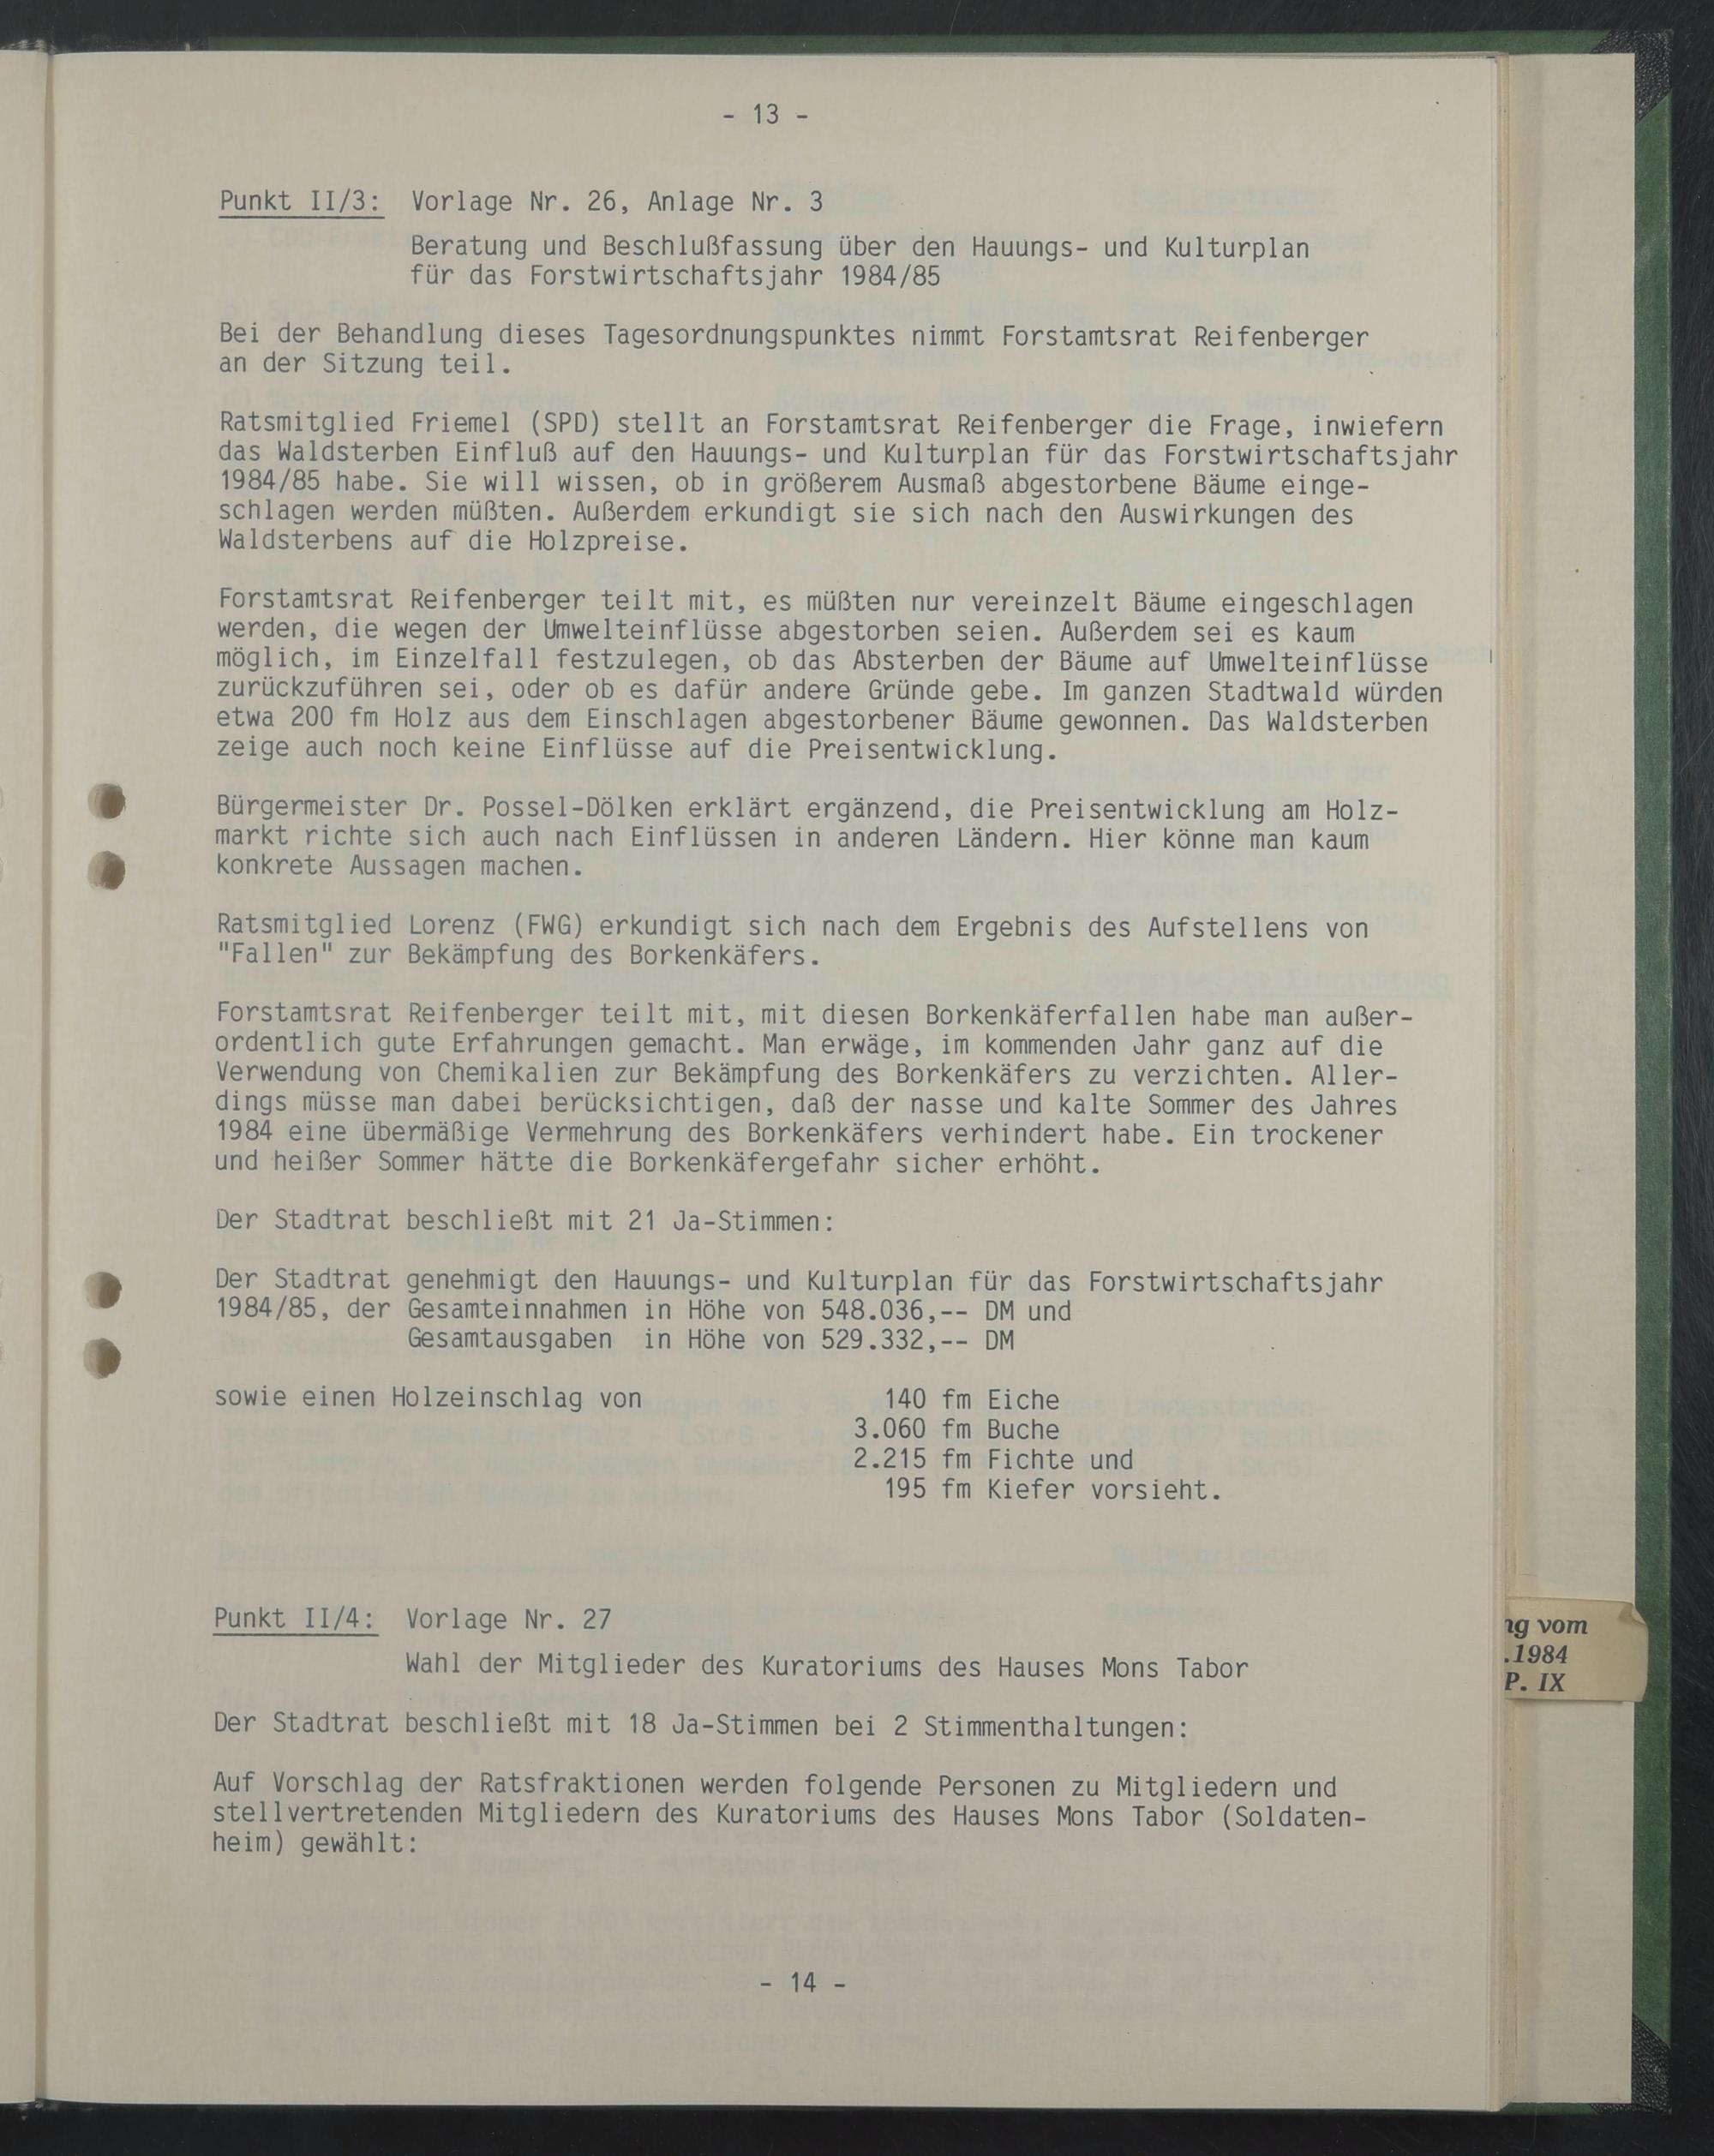 - 13 -
Punkt II/3: Vorlage Nr. 26, Anlage Nr. 3
Beratung und Beschlußfassung über den Hauungs- und Kulturplan
für das Forstwirtschaftsjahr 1984/85
Bei der Behandlung dieses Tagesordnungspunktes nimmt Forstamtsrat Reifenberger
an der Sitzung teil.
Ratsmitglied Friemel (SPD) stellt an Forstamtsrat Reifenberger die Frage, inwiefern
das Waldsterben Einfluß auf den Hauungs- und Kulturplan für das Forstwirtschaftsjahr
1984/85 habe. Sie will wissen, ob in größerem Ausmaß abgestorbene Bäume einge-
schlagen werden müßten. Außerdem erkundigt sie sich nach den Auswirkungen des
Waldsterbens auf die Holzpreise.
Forstamtsrat Reifenberger teilt mit, es müßten nur vereinzelt Bäume eingeschlagen
werden, die wegen der Umwelteinflüsse abgestorben seien. Außerdem sei es kaum
möglich, im Einzelfall festzulegen, ob das Absterben der Bäume auf Umwelteinflüsse
zurückzuführen sei, oder ob es dafür andere Gründe gebe. Im ganzen Stadtwald würden
etwa 200 fm Holz aus dem Einschlagen abgestorbener Bäume gewonnen. Das Waldsterben
zeige auch noch keine Einflüsse auf die Preisentwicklung.
Bürgermeister Dr. Possel-Dölken erklärt ergänzend, die Preisentwicklung am Holz-
markt richte sich auch nach Einflüssen in anderen Ländern. Hier könne man kaum
konkrete Aussagen machen.
Ratsmitglied Lorenz (FWG) erkundigt sich nach dem Ergebnis des Aufstellens von
"Fallen" zur Bekämpfung des Borkenkäfers.
Forstamtsrat Reifenberger teilt mit, mit diesen Borkenkäferfallen habe man außer-
ordentlich gute Erfahrungen gemacht. Man erwäge, im kommenden Jahr ganz auf die
Verwendung von Chemikalien zur Bekämpfung des Borkenkäfers zu verzichten. Aller-
dings müsse man dabei berücksichtigen, daß der nasse und kalte Sommer des Jahres
1984 eine übermäßige Vermehrung des Borkenkäfers verhindert habe. Ein trockener
und heißer Sommer hätte die Borkenkäfergefahr sicher erhöht.
Der Stadtrat beschließt mit 21 Ja-Stimmen:
Der Stadtrat genehmigt den Hauungs- und Kulturplan für das Forstwirtschaftsjahr
1984/85, der Gesamteinnahmen in Höhe von 548.036,-- DM und
Gesamtausgaben in Höhe von 529.332,-- DM
sowie einen Holzeinschlag von 140 fm Eiche
3.060 fm Buche
2.215 fm Fichte und
195 fm Kiefer vorsieht.
Punkt II/4: Vorlage Nr. 27
Wahl der Mitglieder des Kuratoriums des Hauses Mons Tabor
Der Stadtrat beschließt mit 18 Ja-Stimmen bei 2 Stimmenthaltungen:
Auf Vorschlag der Ratsfraktionen werden folgende Personen zu Mitgliedern und
stellvertretenden Mitgliedern des Kuratoriums des Hauses Mons Tabor (Soldaten-
heim) gewählt:
- 14 -
ng vom
.1984
P. IX